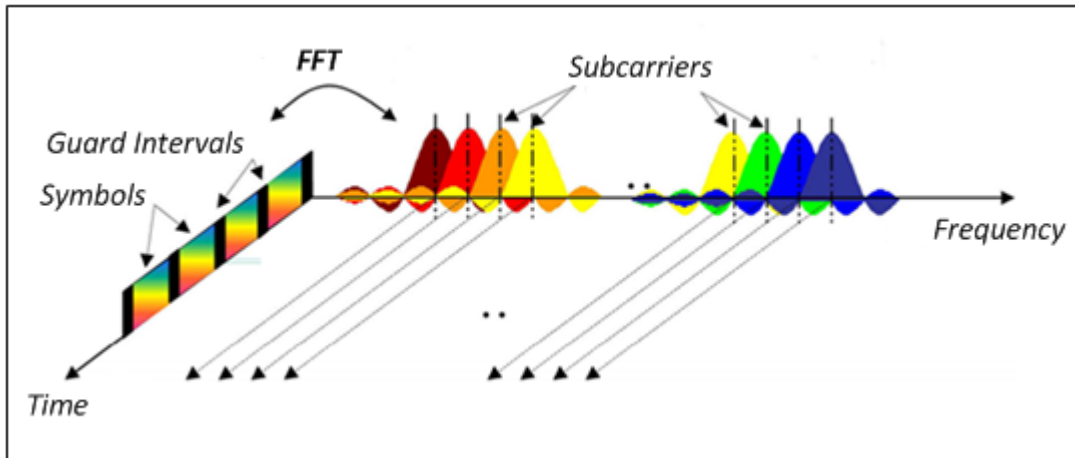 FFT
Subcarriers
Guard Intervals
Symbols
Frequency
Time